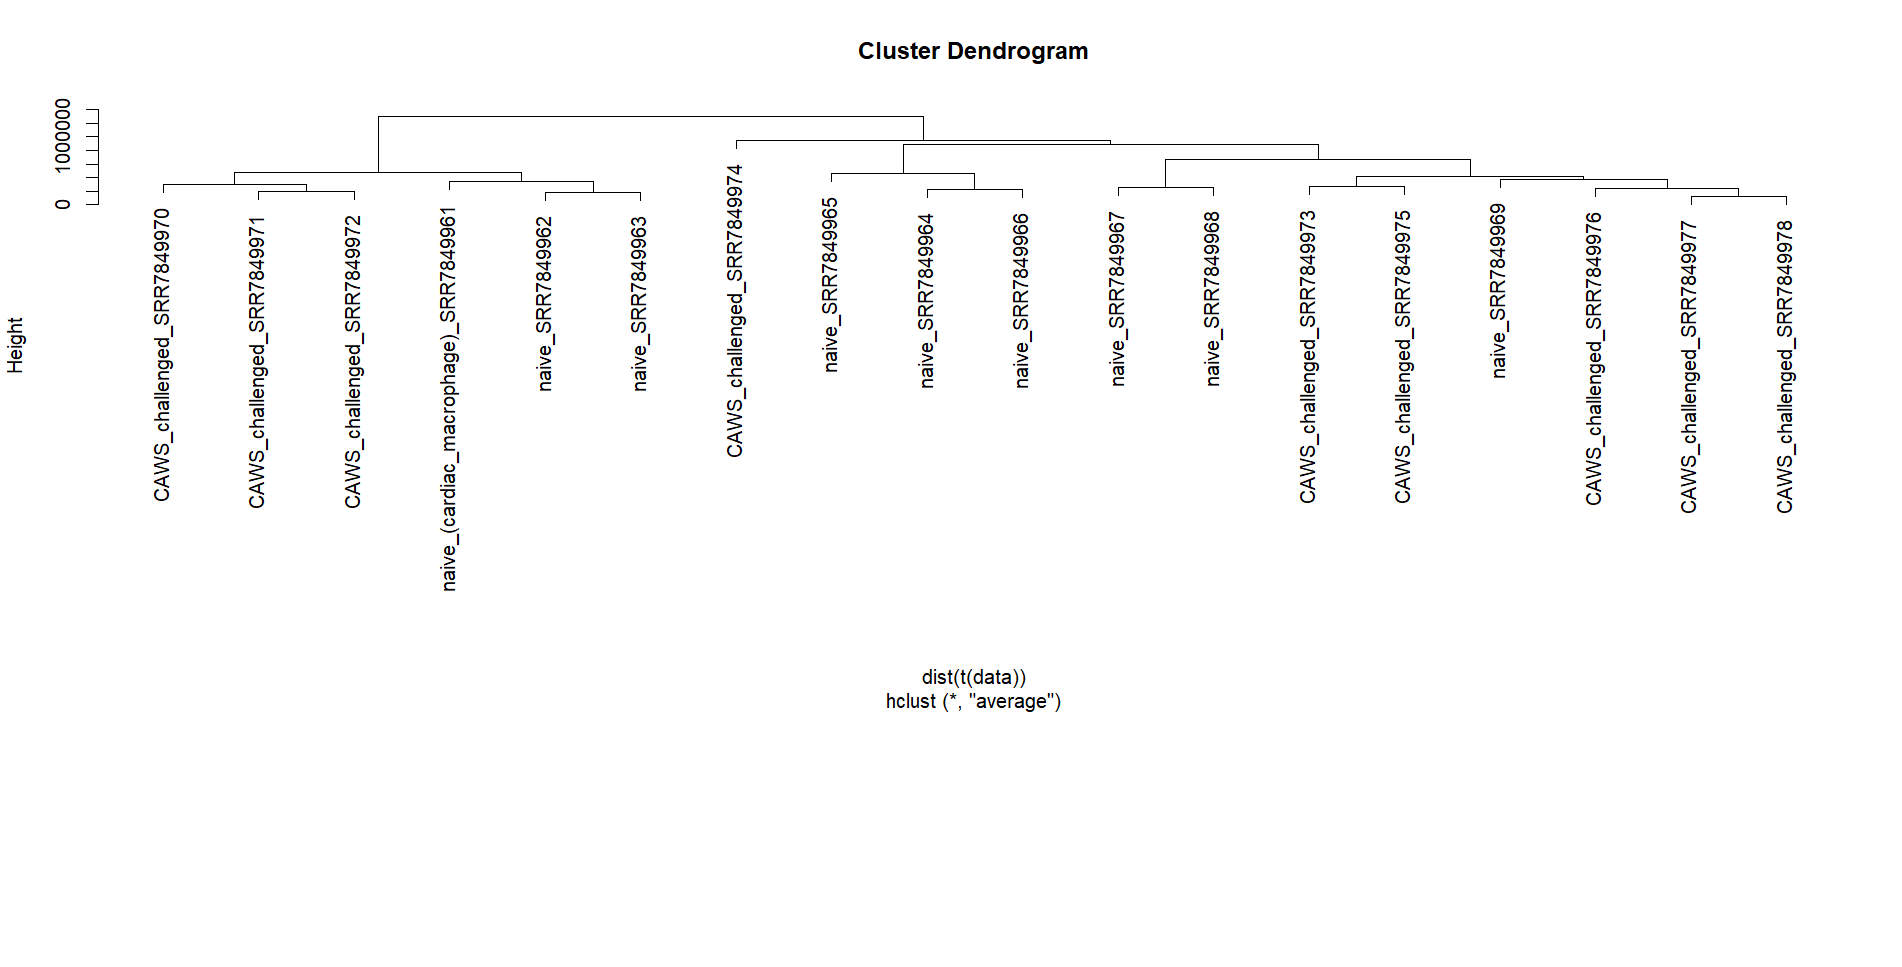 Cluster Dendrogram
Height
0
1000000
CAWS_challenged_SRR7849970
CAWS_challenged_SRR7849971
CAWS_challenged_SRR7849972
naive_(cardiac_macrophage)_SRR7849961
naive_SRR7849962
naive_SRR7849963
CAWS_challenged_SRR7849974
naive_SRR7849965
naive_SRR7849964
naive_SRR7849966
naive_SRR7849967
naive_SRR7849968
CAWS_challenged_SRR7849973
CAWS_challenged_SRR7849975
naive_SRR7849969
CAWS_challenged_SRR7849976
CAWS_challenged_SRR7849977
CAWS_challenged_SRR7849978
dist(t(data))
hclust (*, "average")